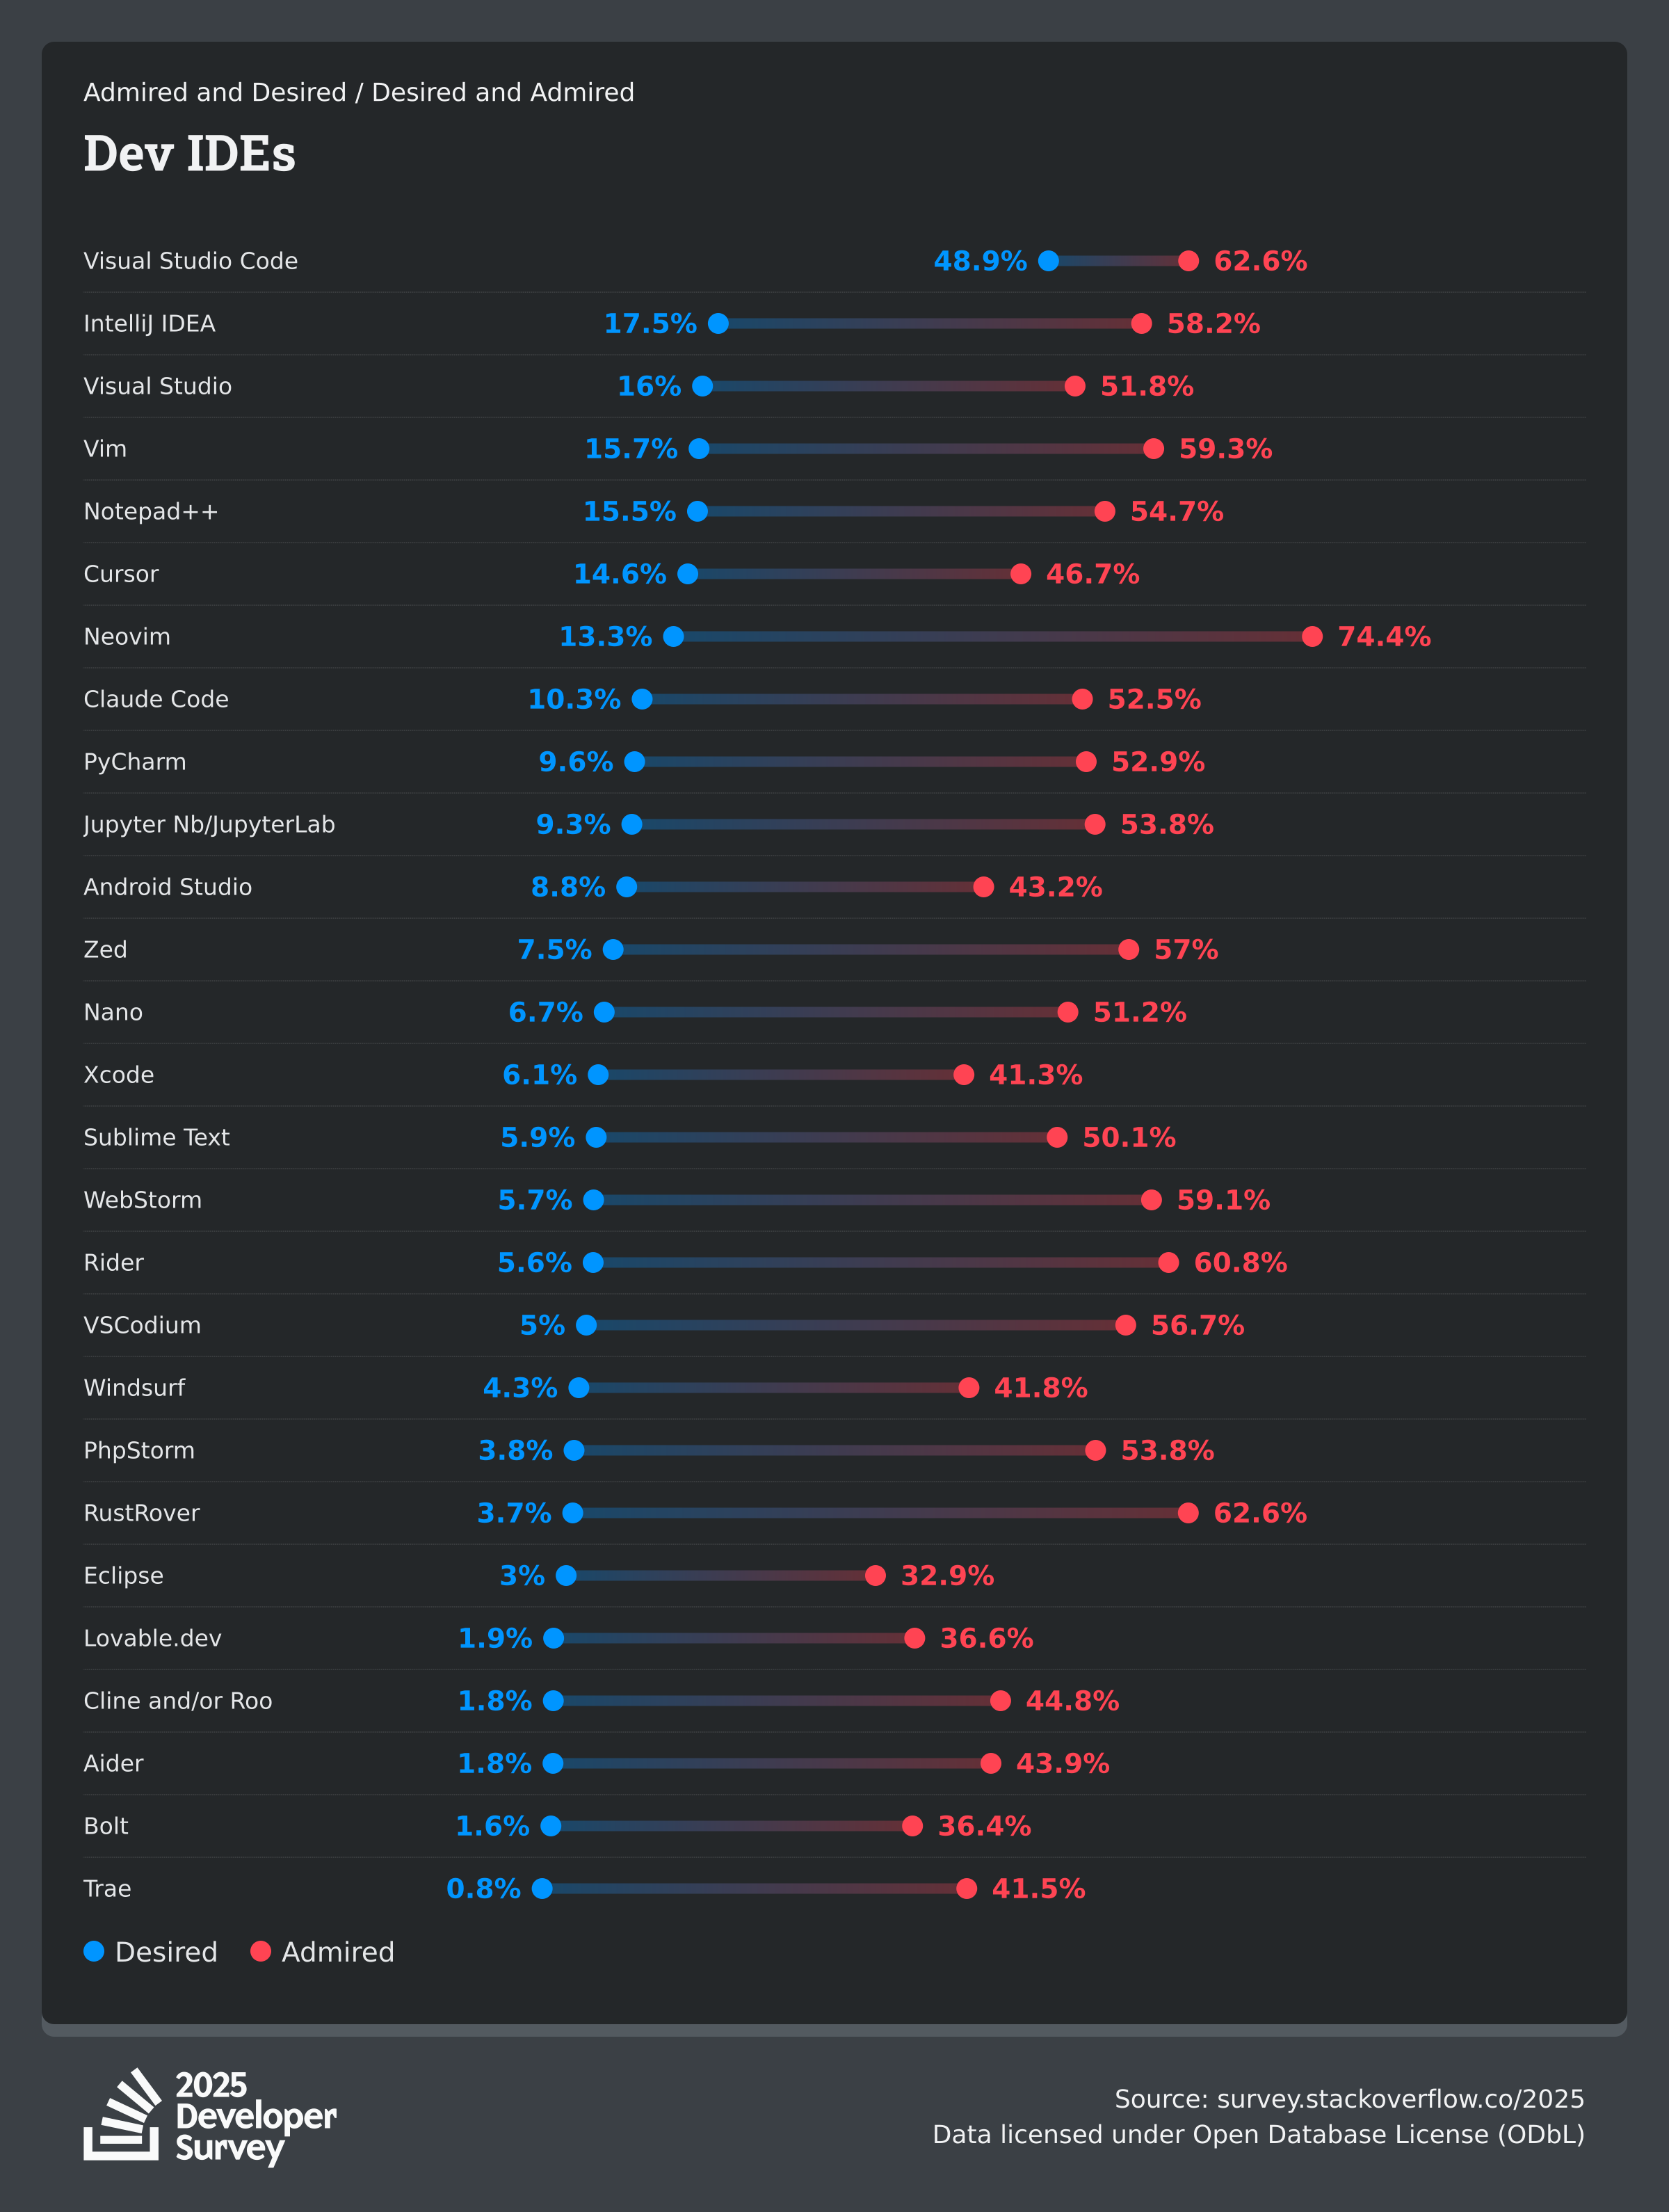 Admired and Desired / Desired and Admired
Dev IDEs
Visual Studio Code 48.9% 62.6%
IntelliJ IDEA 17.5% 58.2%
Visual Studio 16% 51.8%
Vim 15.7% 59.3%
Notepad++ 15.5% 54.7%
Cursor 14.6% 46.7%
Neovim 13.3% 74.4%
Claude Code 10.3% 52.5%
PyCharm 9.6% 52.9%
Jupyter Nb/JupyterLab 9.3% 53.8%
Android Studio 8.8% 43.2%
Zed 7.5% 57%
Nano 6.7% 51.2%
Xcode 6.1% 41.3%
Sublime Text 5.9% 50.1%
WebStorm 5.7% 59.1%
Rider 5.6% 60.8%
VSCodium 5% 56.7%
Windsurf 4.3% 41.8%
PhpStorm 3.8% 53.8%
RustRover 3.7% 62.6%
Eclipse 3% 32.9%
Lovable.dev 1.9% 36.6%
Cline and/or Roo 1.8% 44.8%
Aider 1.8% 43.9%
Bolt 1.6% 36.4%
Trae 0.8% 41.5%
Desired Admired
2025
Developer
Survey
Source: survey.stackoverflow.co/2025
Data licensed under Open Database License (ODbL)